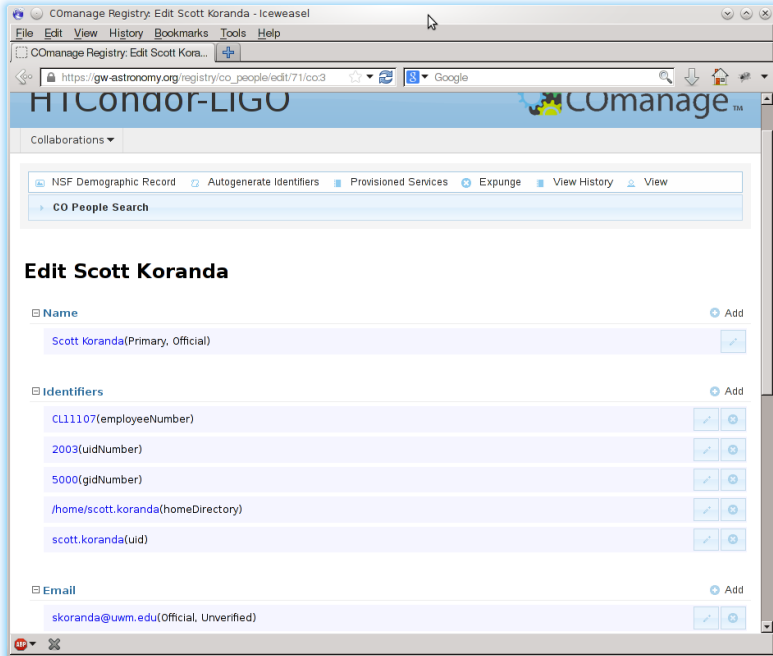 COmanage Registry: Edit Scott Koranda - Iceweasel
File Edit View History Bookmarks Tools Help
COmanage Registry: Edit Scott Kora...
https://gw-astronomy.org/registry/co_people/edit/71/co:3
Google
HTCondor-LIGO
COmanage TM
Collaborations
NSF Demographic Record Autogenerate Identifiers Provisioned Services Expunge View History View
CO People Search
Edit Scott Koranda
Name Add
Scott Koranda(Primary, Official)
Identifiers Add
CL11107(employeeNumber)
2003(uidNumber)
5000(gidNumber)
/home/scott.koranda(homeDirectory)
scott.koranda(uid)
Email Add
skoranda@uwm.edu(Official, Unverified)
ABP